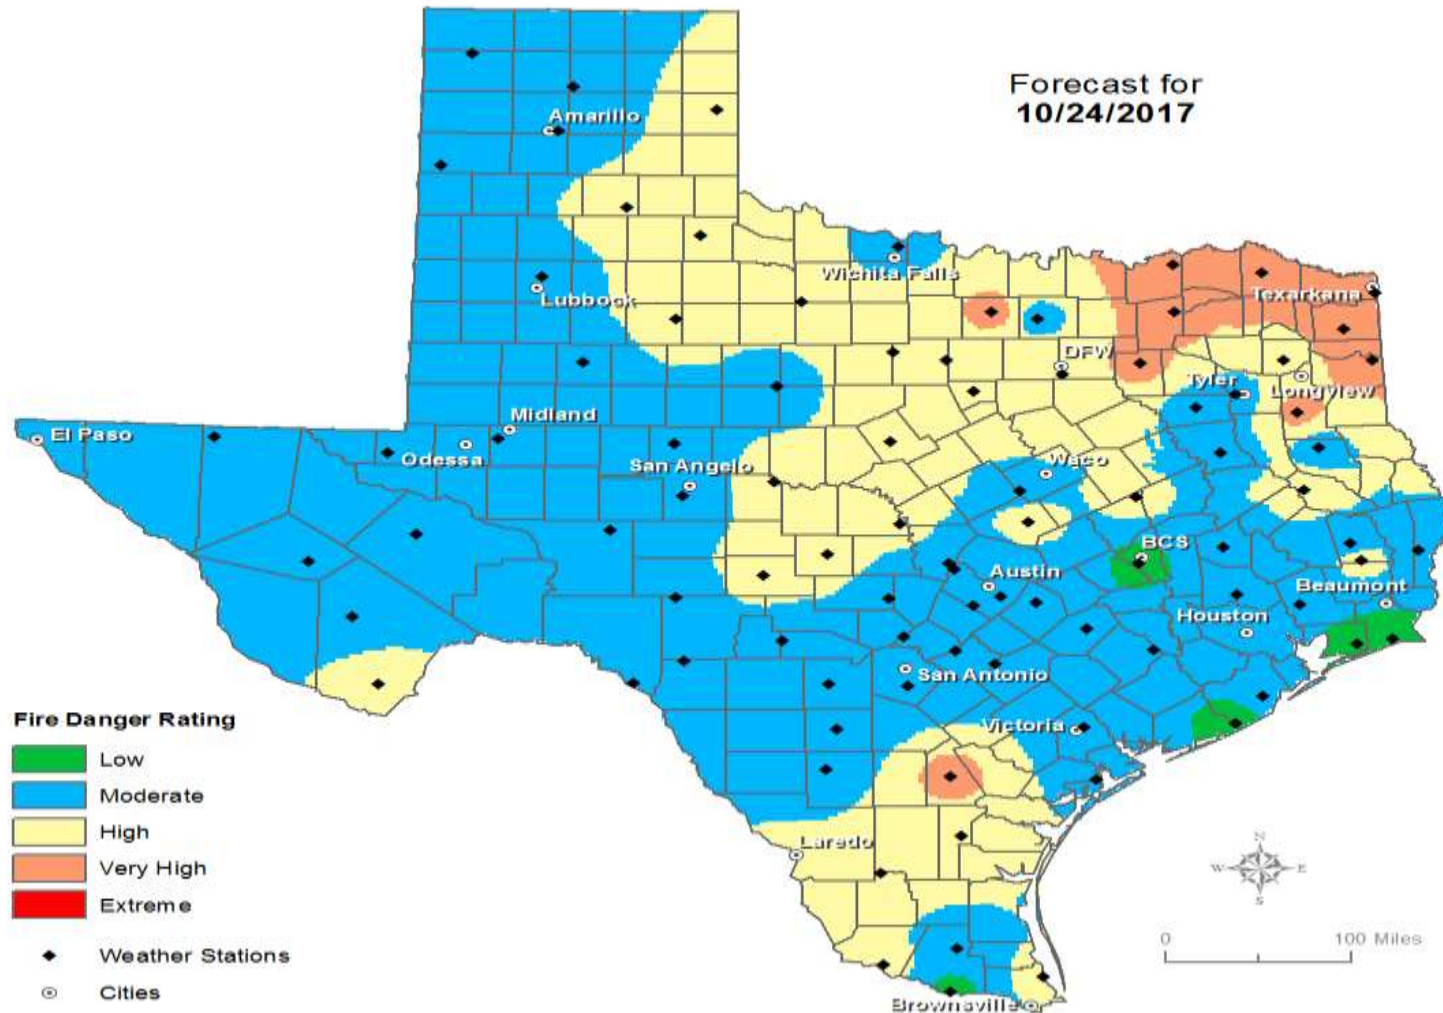 Forecast for
10/24/2017
Amarillo
Wichita Falls
Lubbock
Texarkana
DFW
Tyler
Longview
Midland
El Paso
Odessa
San Angelo
Waco
BCS
Austin
Beaumont
Houston
San Antonio
Victoria
Laredo
Brownsville
Fire Danger Rating
Low
Moderate
High
Very High
Extreme
Weather Stations
Cities
N
W
E
S
0
100 Miles